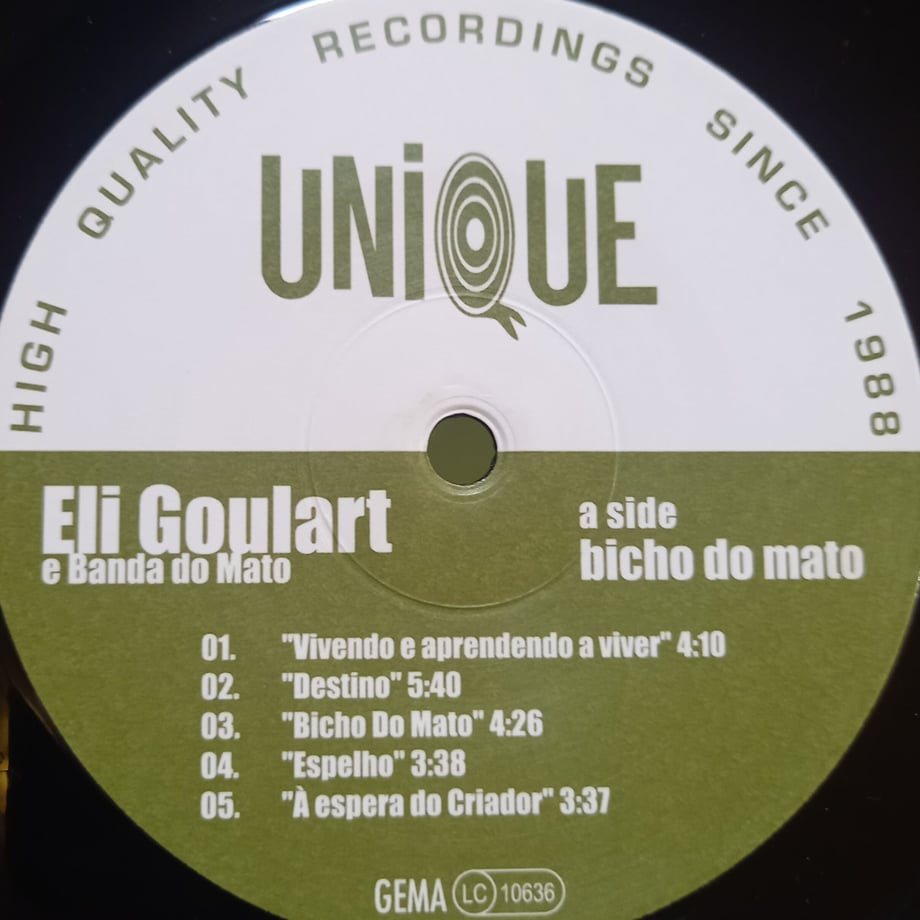 HIGH QUALITY RECORDINGS SINCE 1988
UNiQUE
Eli Goulart
e Banda do Mato
a side
bicho do mato
01. "Vivendo e aprendendo a viver" 4:10
02. "Destino" 5:40
03. "Bicho Do Mato" 4:26
04. "Espelho" 3:38
05. "À espera do Criador" 3:37
GEMA LC 10636